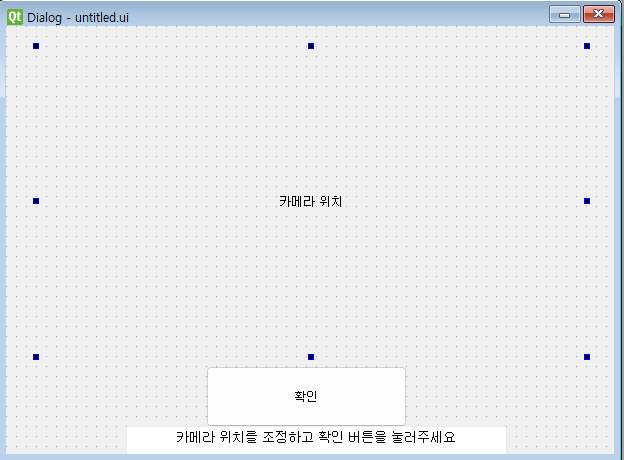 Qt Dialog - untitled.ui
카메라 위치
확인
카메라 위치를 조정하고 확인 버튼을 눌러주세요